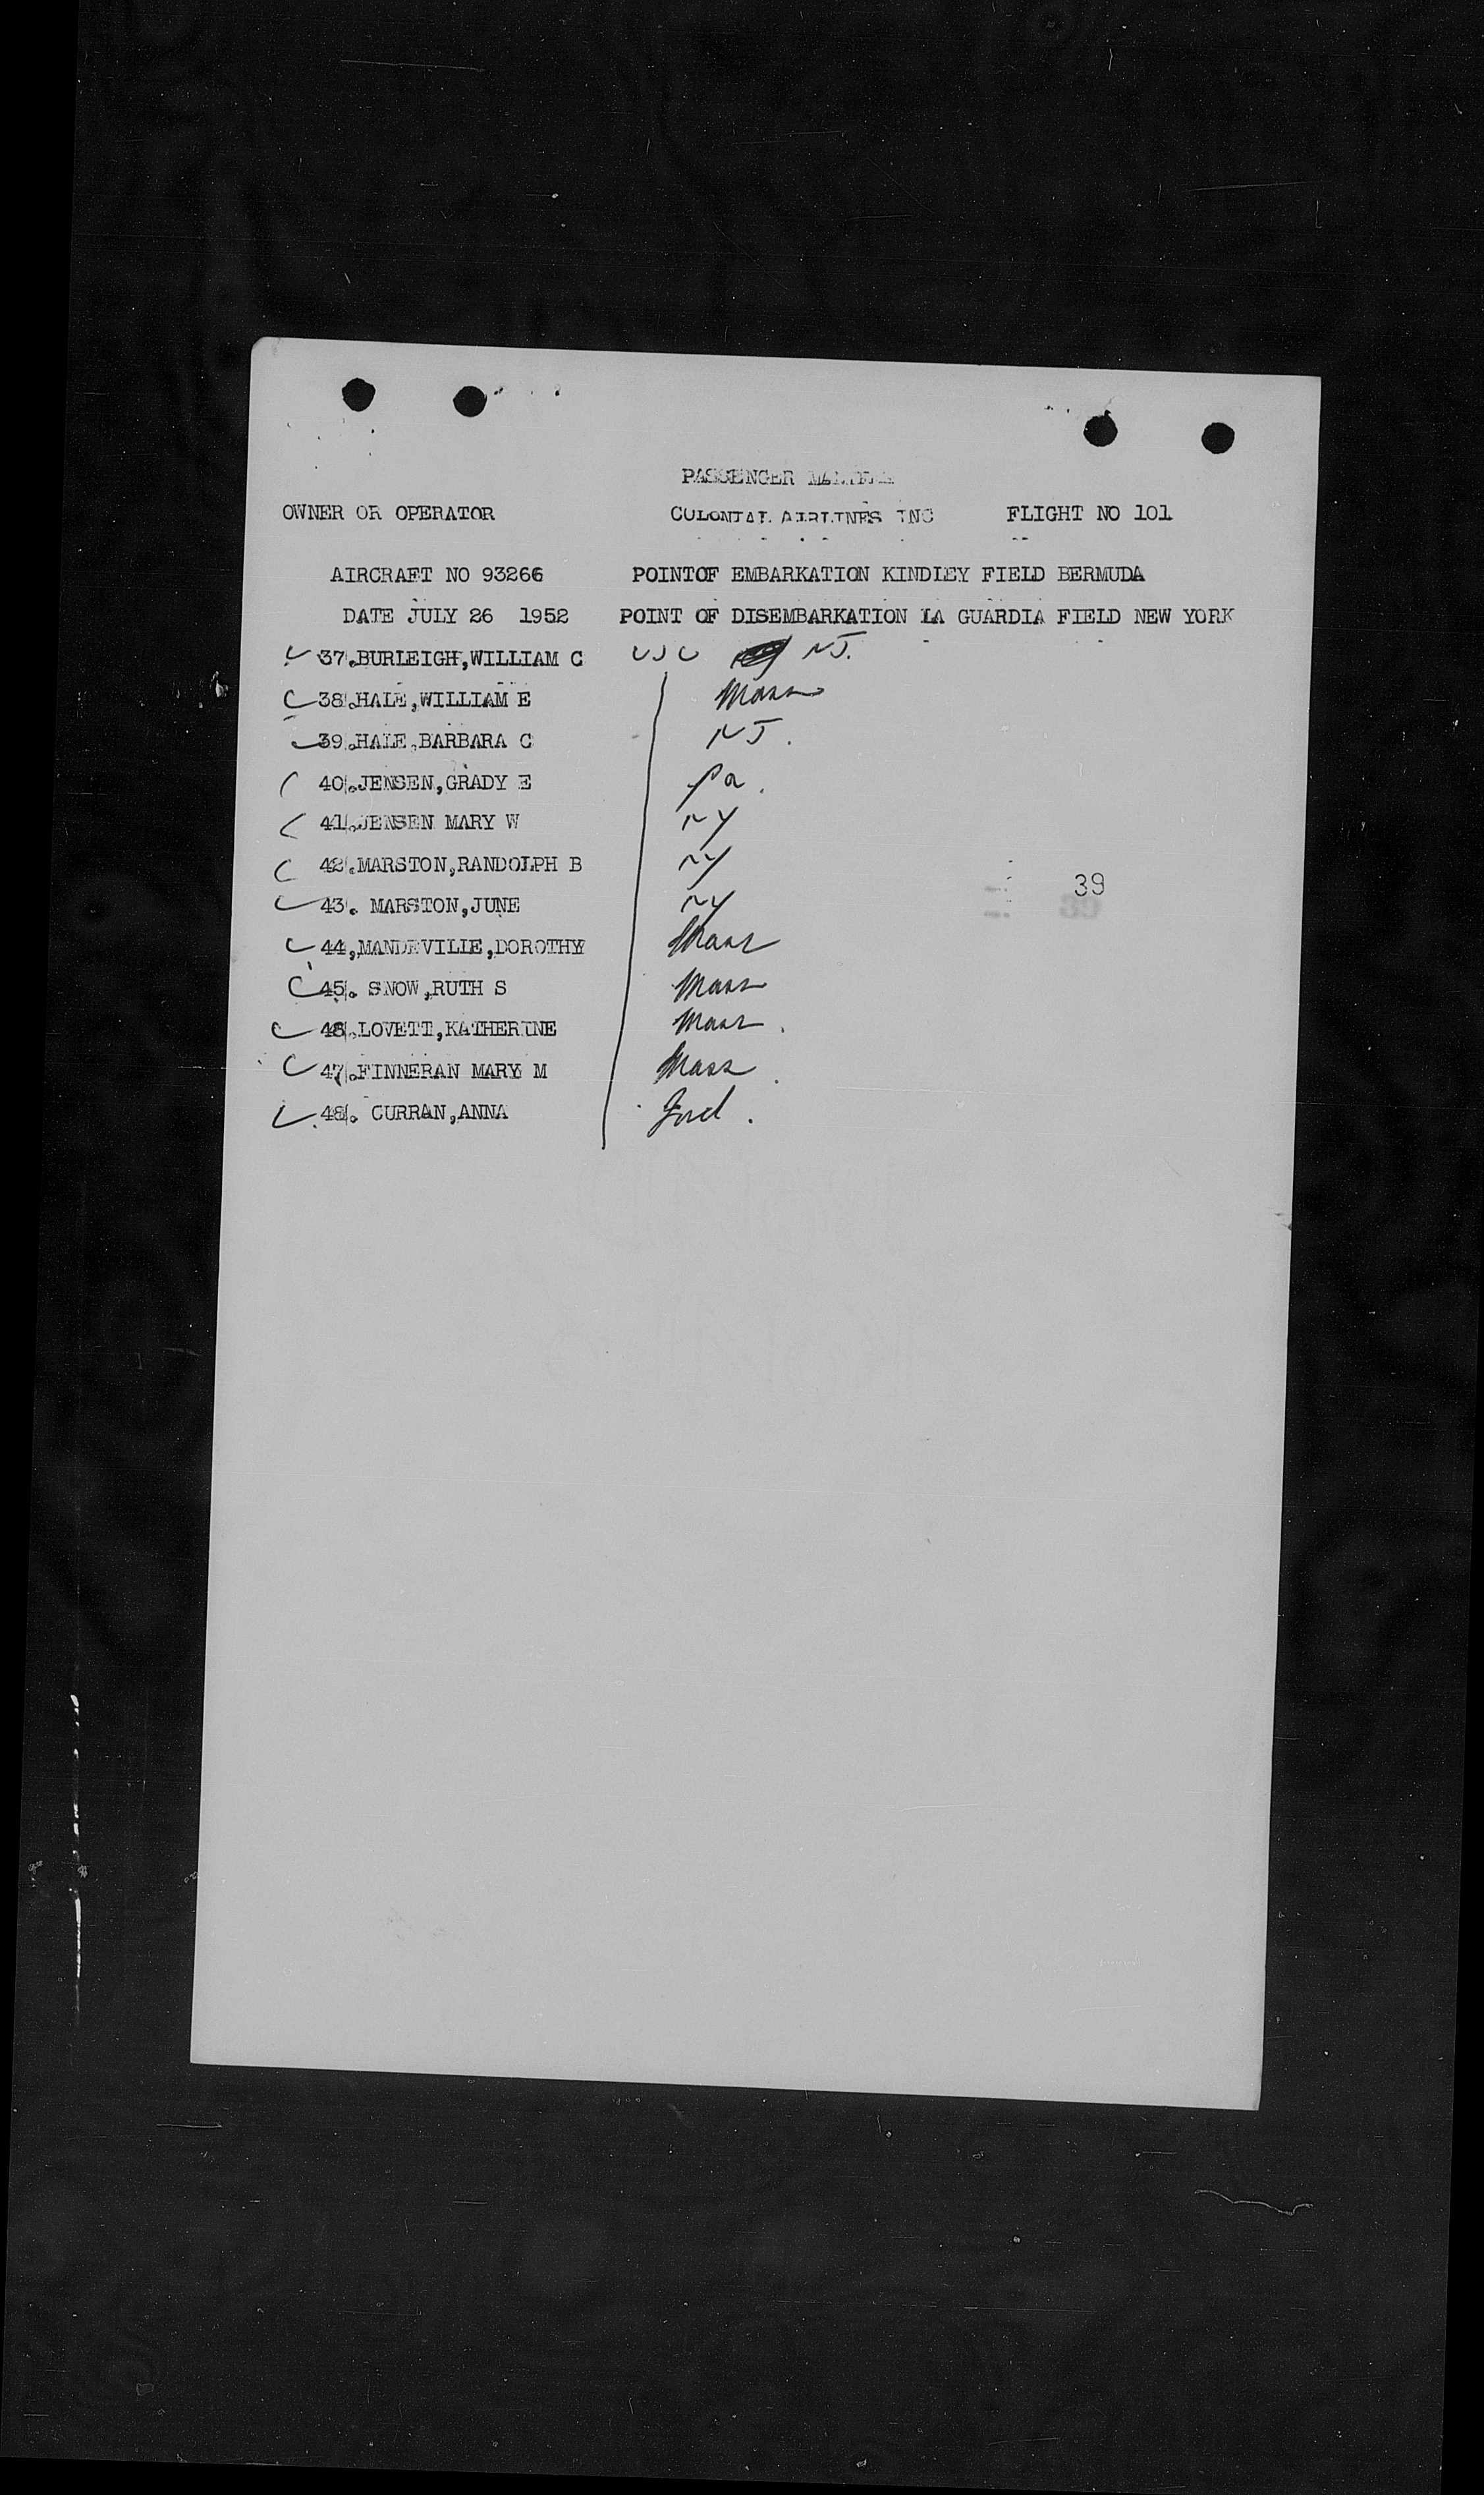 PASSENGER MANIFEST
OWNER OR OPERATOR COLONIAL AIRLINES INC FLIGHT NO 101
AIRCRAFT NO 93266 POINTOF EMBARKATION KINDLEY FIELD BERMUDA
DATE JULY 26 1952 POINT OF DISEMBARKATION LA GUARDIA FIELD NEW YORK
37.BURLEIGH,WILLIAM C USC NJ.
38.HALE,WILLIAM E Mass
39.HALE,BARBARA C NJ.
40.JENSEN,GRADY E Pa.
41.JENSEN MARY W NY
42.MARSTON,RANDOLPH B NY
39
43. MARSTON,JUNE NY
44,MANDEVILLE,DOROTHY Mass
45. SNOW,RUTH S Mass
46.LOVETT,KATHERINE Mass.
47.FINNERAN MARY M Mass.
48. CURRAN,ANNA